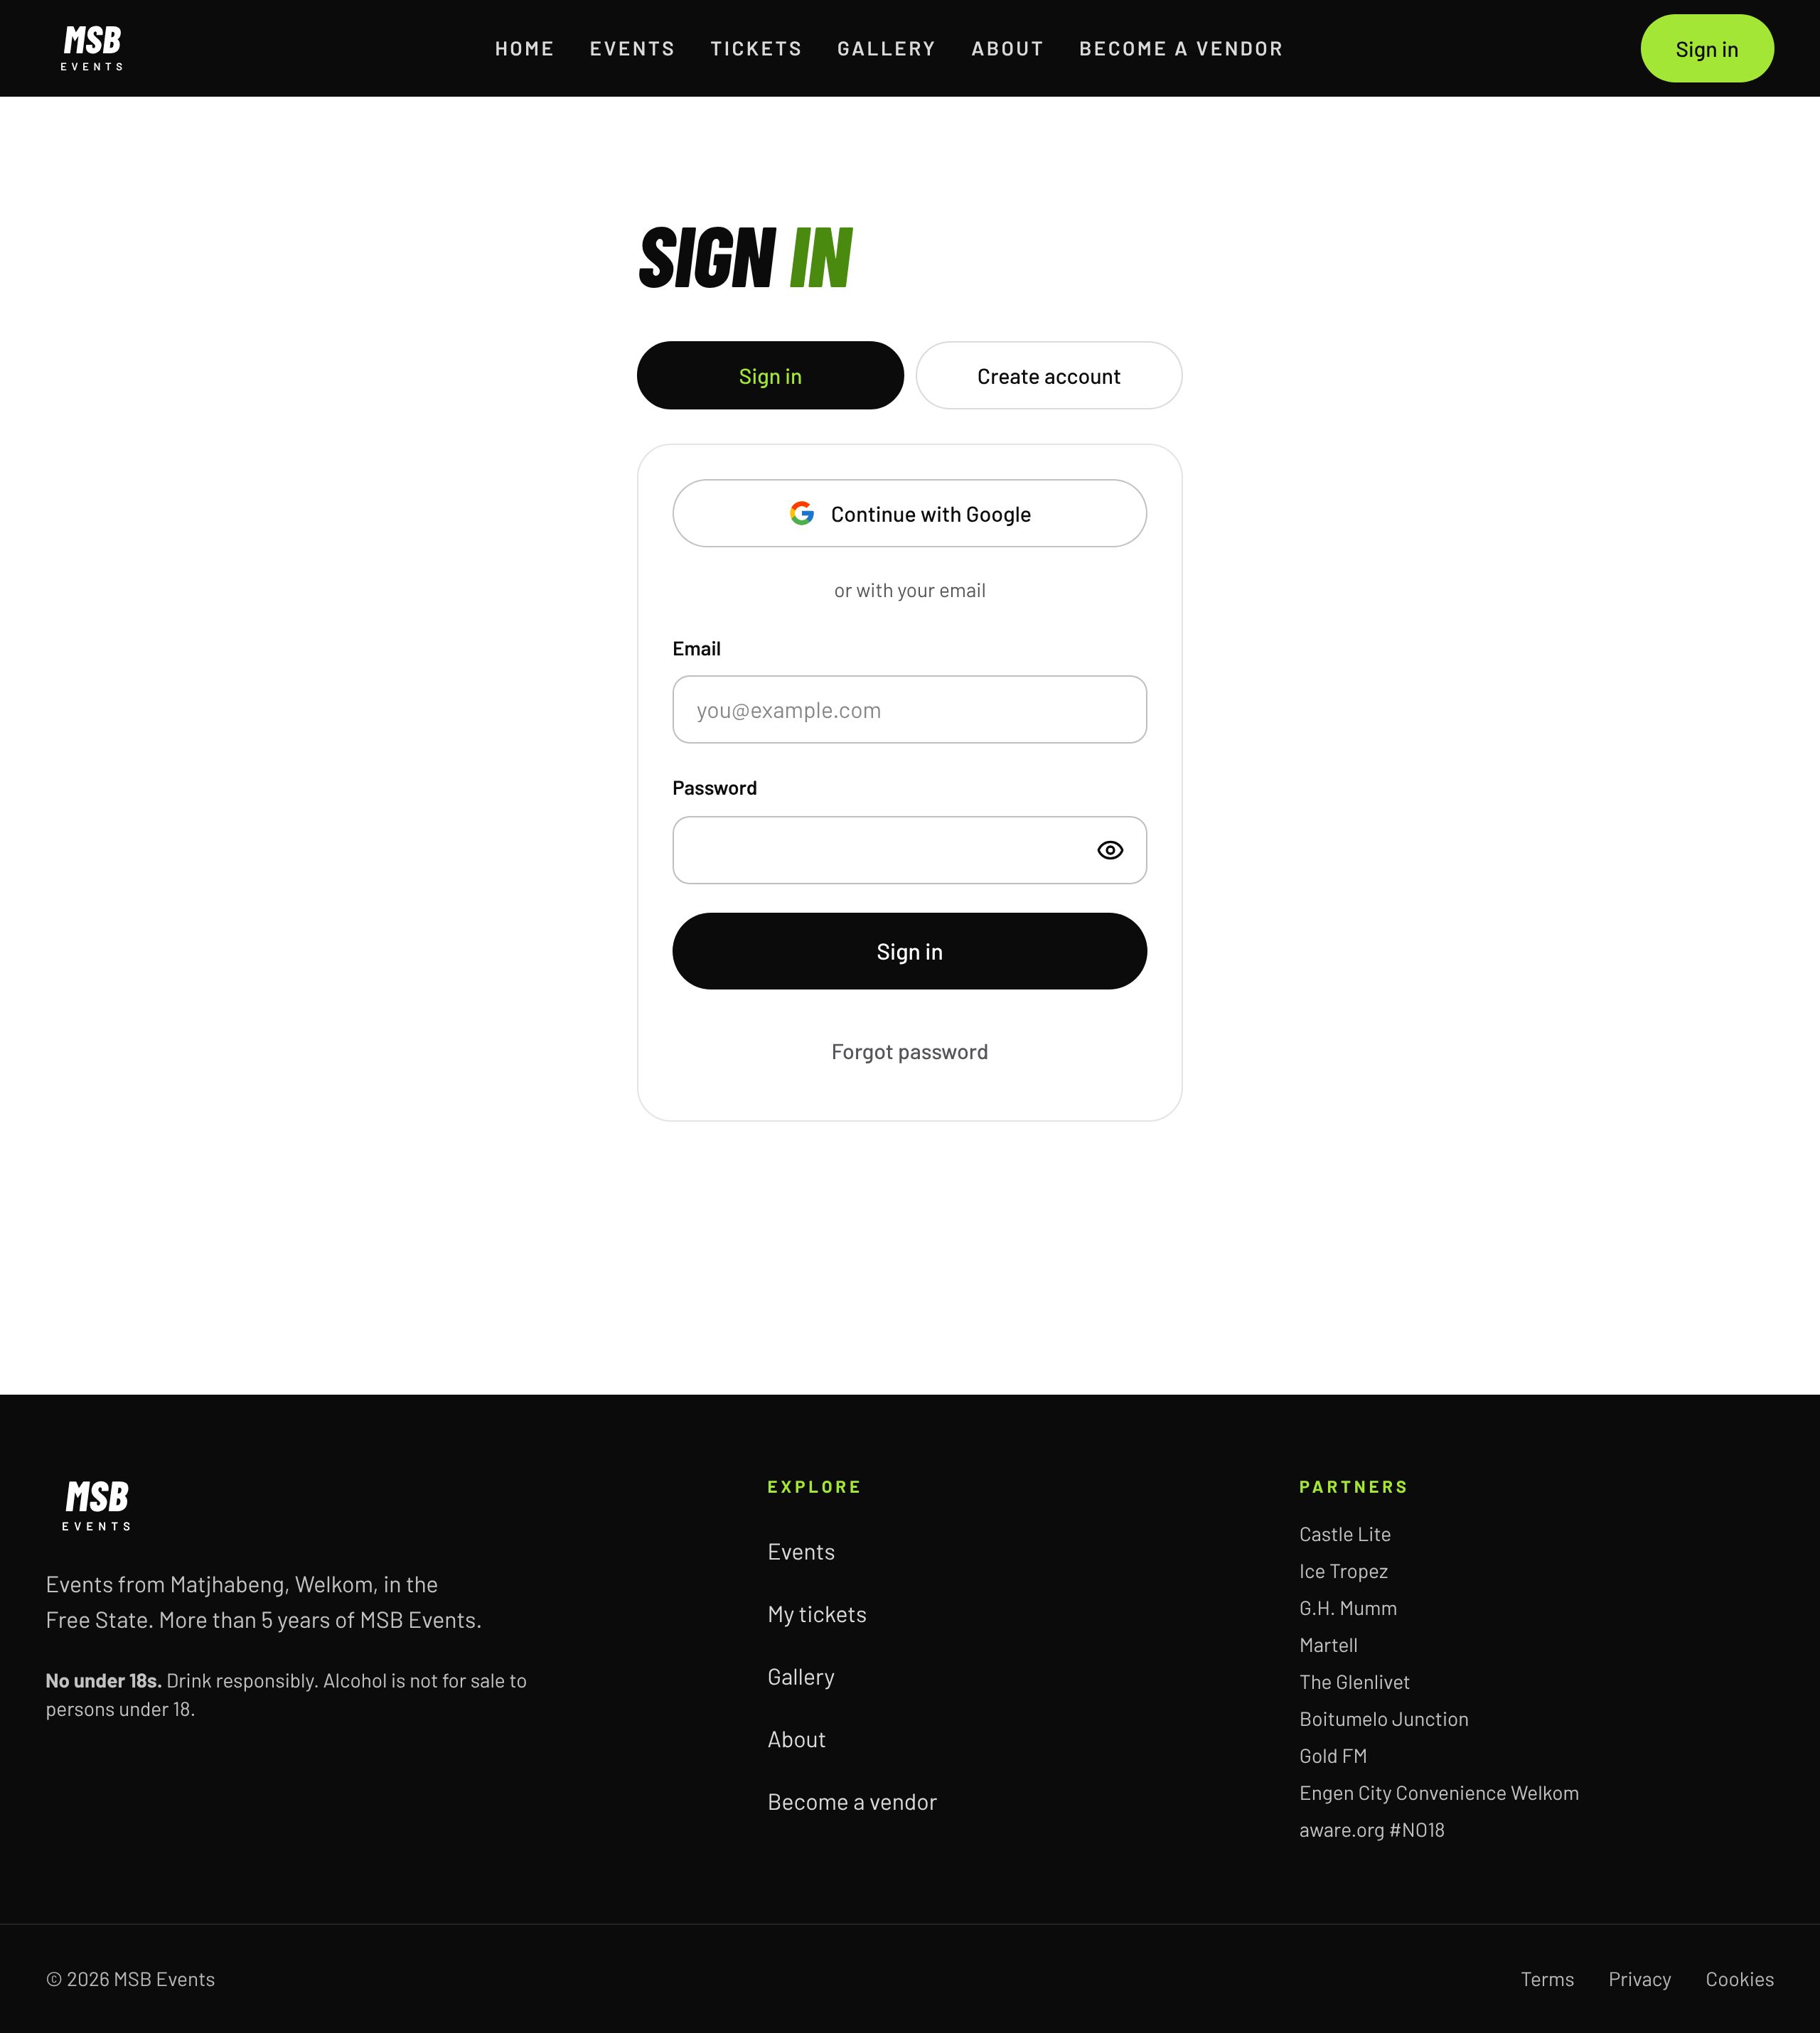 MSB
EVENTS
HOME EVENTS TICKETS GALLERY ABOUT BECOME A VENDOR
Sign in
SIGN IN
Sign in
Create account
Continue with Google
or with your email
Email
you@example.com
Password
Sign in
Forgot password
MSB
EVENTS
Events from Matjhabeng, Welkom, in the
Free State. More than 5 years of MSB Events.
No under 18s. Drink responsibly. Alcohol is not for sale to
persons under 18.
EXPLORE
Events
My tickets
Gallery
About
Become a vendor
PARTNERS
Castle Lite
Ice Tropez
G.H. Mumm
Martell
The Glenlivet
Boitumelo Junction
Gold FM
Engen City Convenience Welkom
aware.org #NO18
© 2026 MSB Events
Terms Privacy Cookies